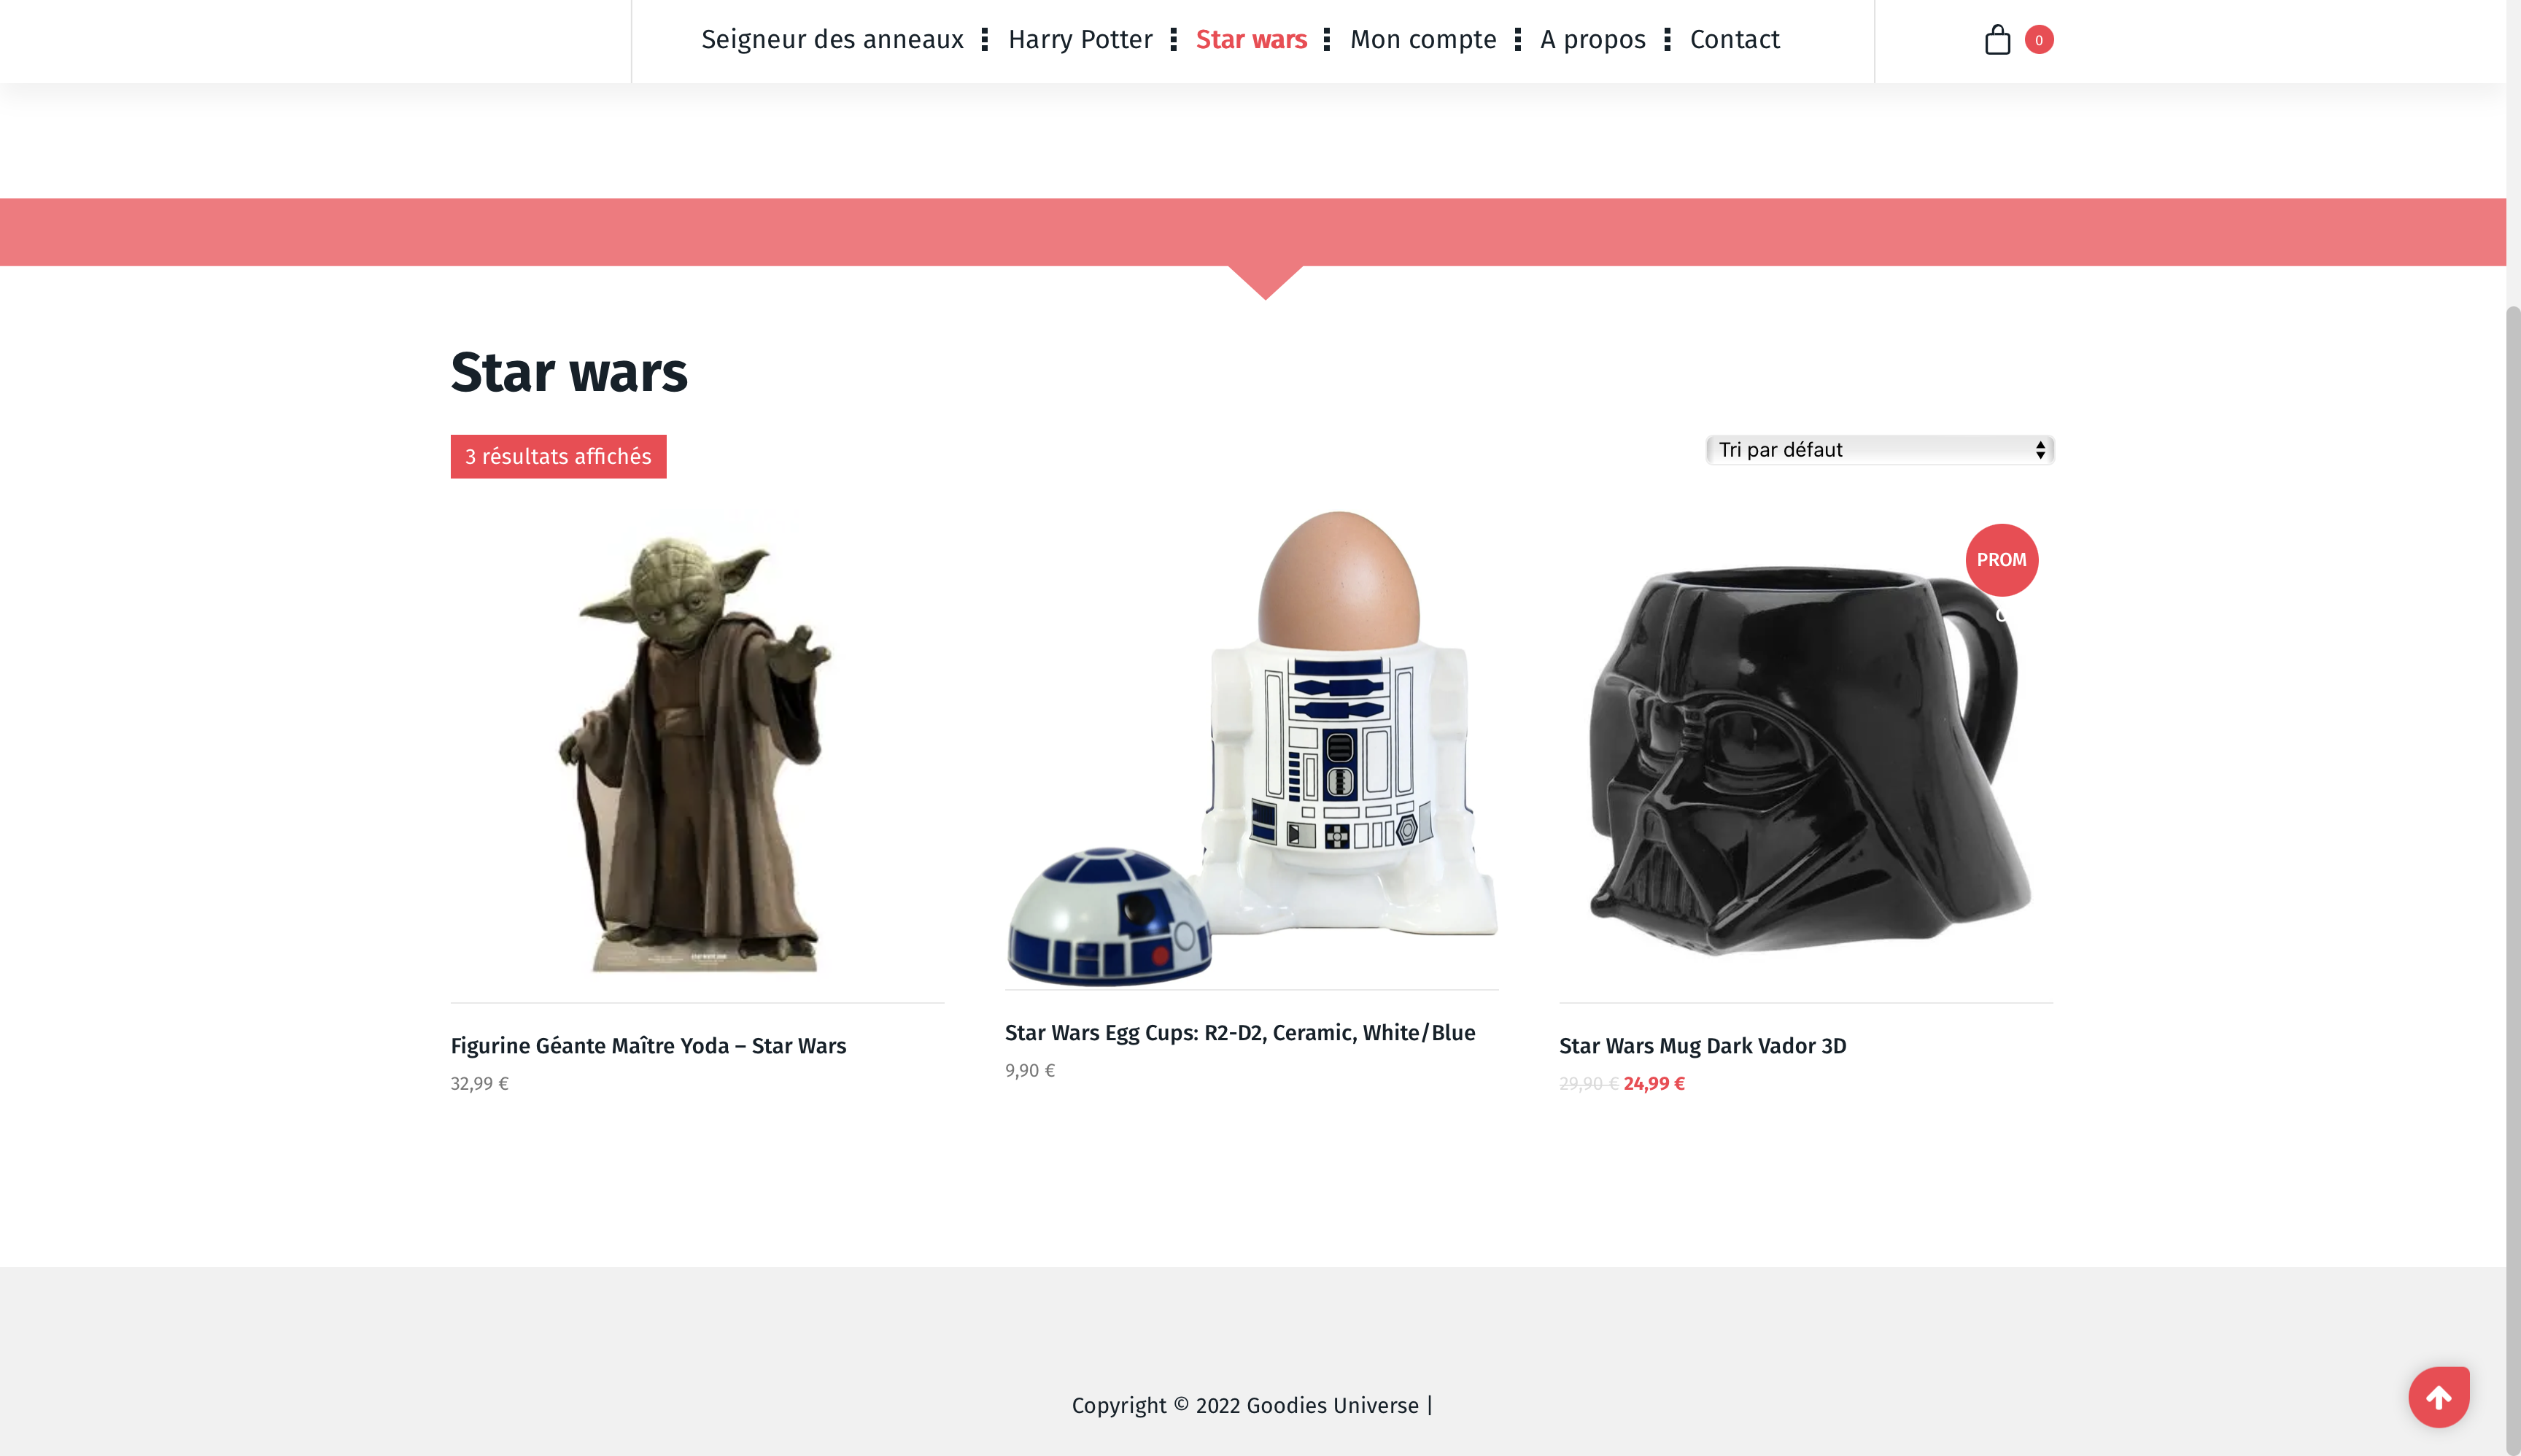 Seigneur des anneaux ⋮ Harry Potter ⋮ Star wars ⋮ Mon compte ⋮ A propos ⋮ Contact
0
Star wars
3 résultats affichés
Tri par défaut
PROM
O
Figurine Géante Maître Yoda – Star Wars
32,99 €
Star Wars Egg Cups: R2-D2, Ceramic, White/Blue
9,90 €
Star Wars Mug Dark Vador 3D
29,90 € 24,99 €
Copyright © 2022 Goodies Universe |